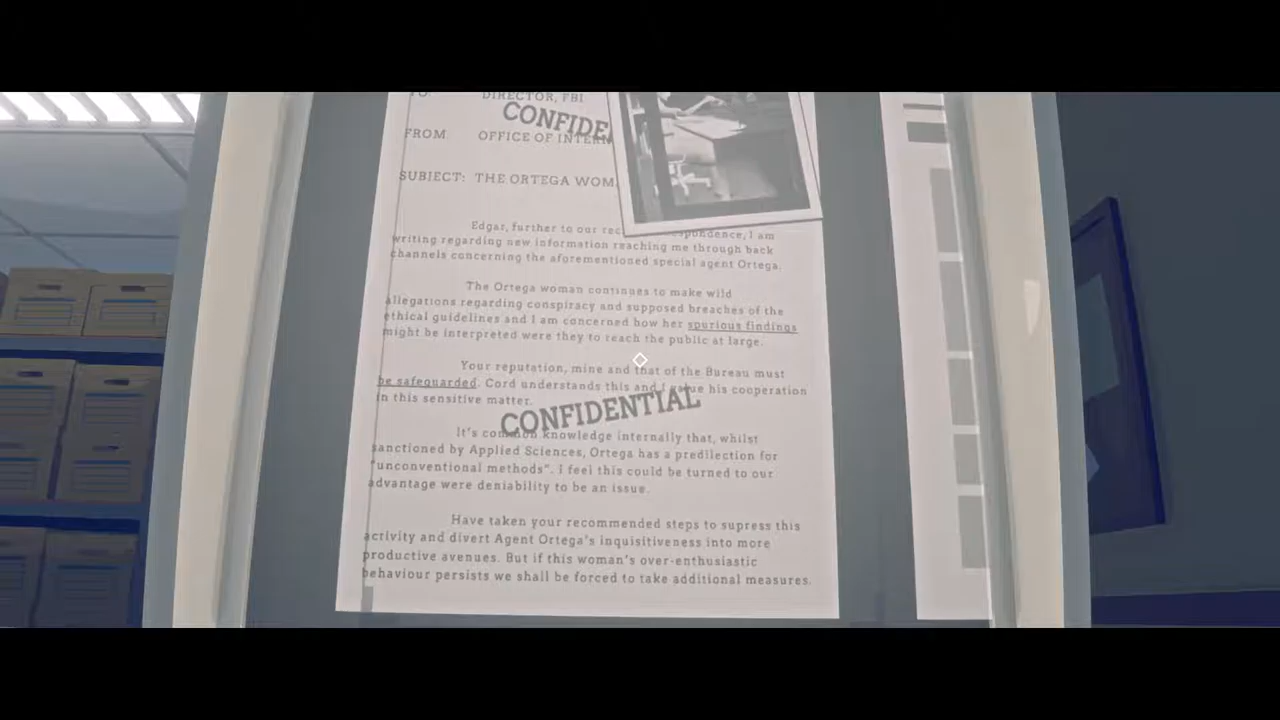 TO: DIRECTOR, FBI
CONFIDE
FROM OFFICE OF INTERN
SUBJECT: THE ORTEGA WOM
Edgar, further to our rec pondence, I am
writing regarding new information reaching me through back
channels concerning the aforementioned special agent Ortega.
The Ortega woman continues to make wild
allegations regarding conspiracy and supposed breaches of the
ethical guidelines and I am concerned how her spurious findings
might be interpreted were they to reach the public at large.
Your reputation, mine and that of the Bureau must
be safeguarded. Cord understands this and I value his cooperation
in this sensitive matter.
CONFIDENTIAL
It's common knowledge internally that, whilst
sanctioned by Applied Sciences, Ortega has a predilection for
"unconventional methods". I feel this could be turned to our
advantage were deniability to be an issue.
Have taken your recommended steps to supress this
activity and divert Agent Ortega's inquisitiveness into more
productive avenues. But if this woman's over-enthusiastic
behaviour persists we shall be forced to take additional measures.